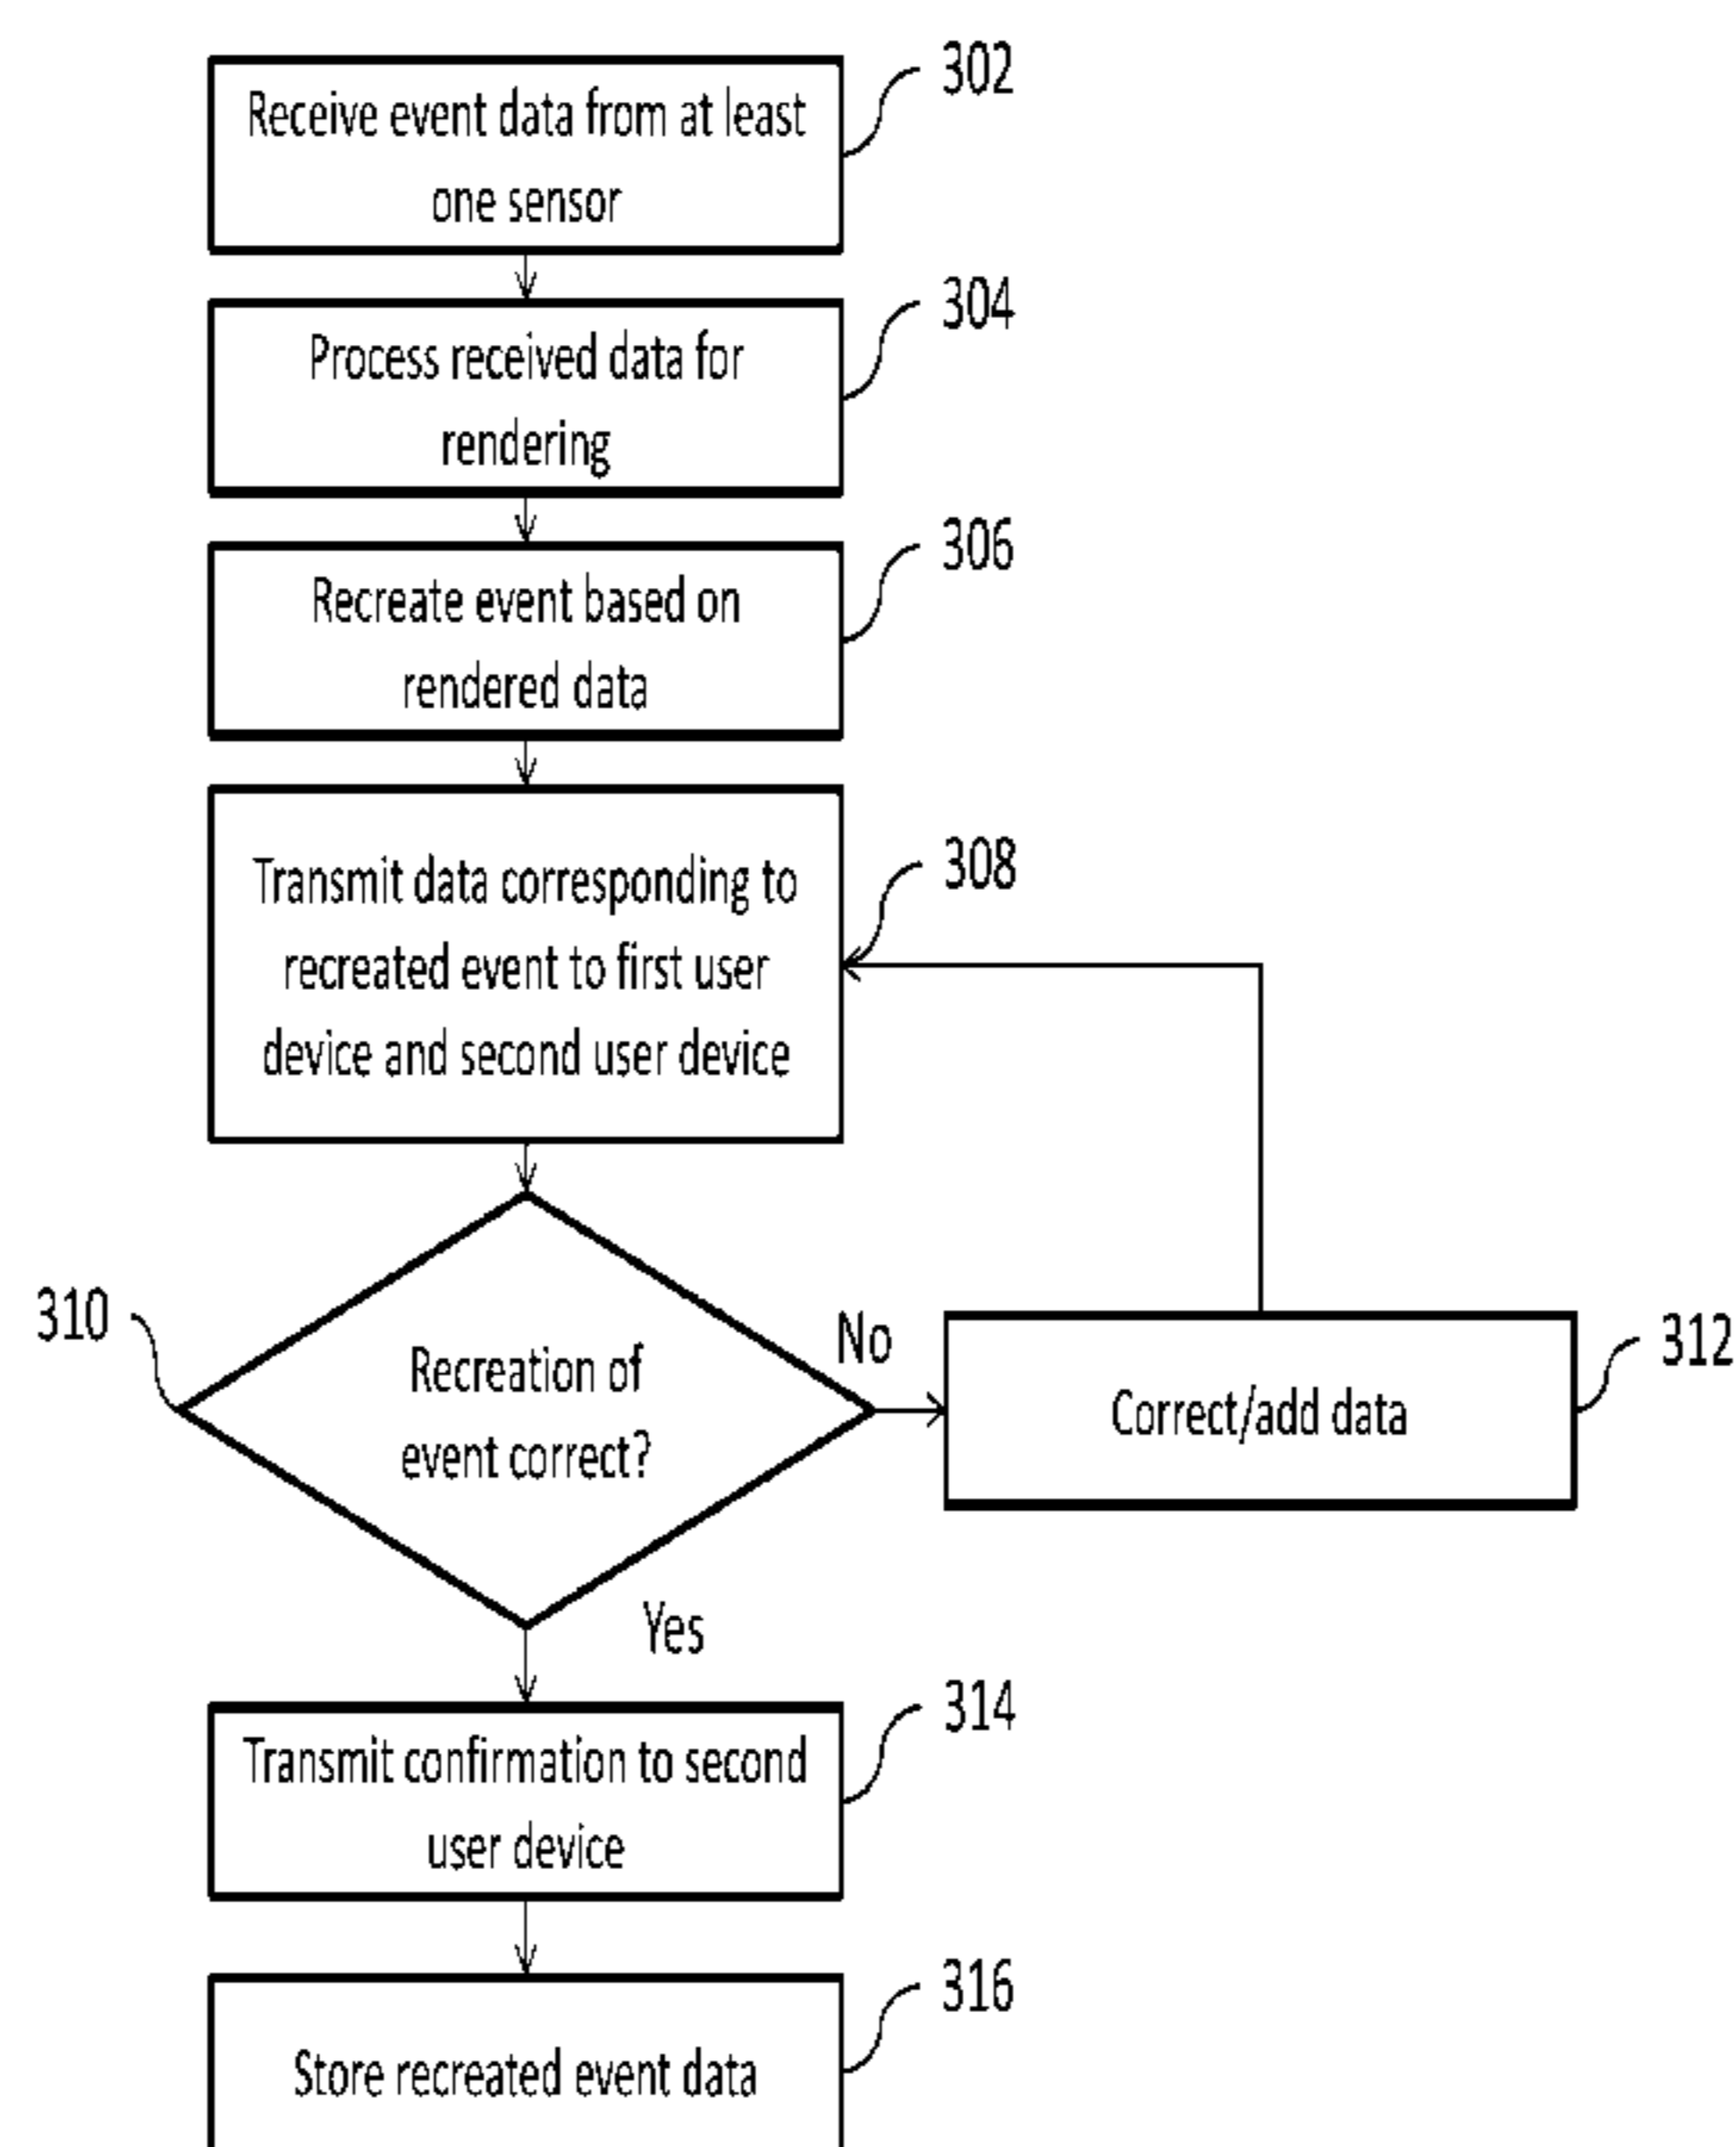 302
Receive event data from at least
one sensor
304
Process received data for
rendering
306
Recreate event based on
rendered data
308
Transmit data corresponding to
recreated event to first user
device and second user device
310
Recreation of
event correct?
No
312
Correct/add data
Yes
314
Transmit confirmation to second
user device
316
Store recreated event data